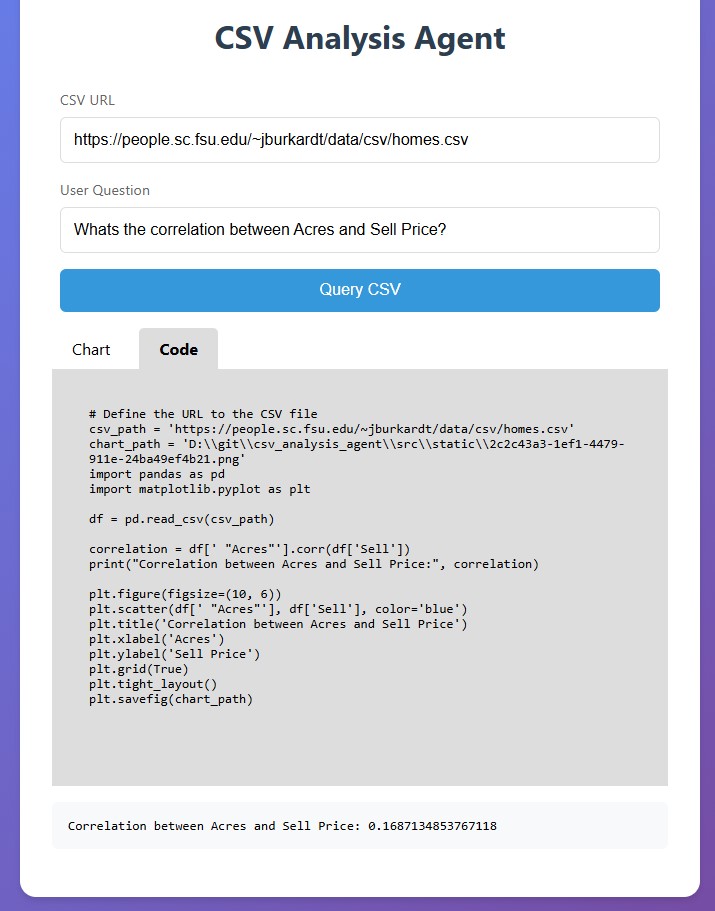 CSV Analysis Agent
CSV URL
https://people.sc.fsu.edu/~jburkardt/data/csv/homes.csv
User Question
Whats the correlation between Acres and Sell Price?
Query CSV
Chart
Code
# Define the URL to the CSV file
csv_path = 'https://people.sc.fsu.edu/~jburkardt/data/csv/homes.csv'
chart_path = 'D:\\git\\csv_analysis_agent\\src\\static\\2c2c43a3-1ef1-4479-
911e-24ba49ef4b21.png'
import pandas as pd
import matplotlib.pyplot as plt
df = pd.read_csv(csv_path)
correlation = df[' "Acres"'].corr(df['Sell'])
print("Correlation between Acres and Sell Price:", correlation)
plt.figure(figsize=(10, 6))
plt.scatter(df[' "Acres"'], df['Sell'], color='blue')
plt.title('Correlation between Acres and Sell Price')
plt.xlabel('Acres')
plt.ylabel('Sell Price')
plt.grid(True)
plt.tight_layout()
plt.savefig(chart_path)
Correlation between Acres and Sell Price: 0.1687134853767118